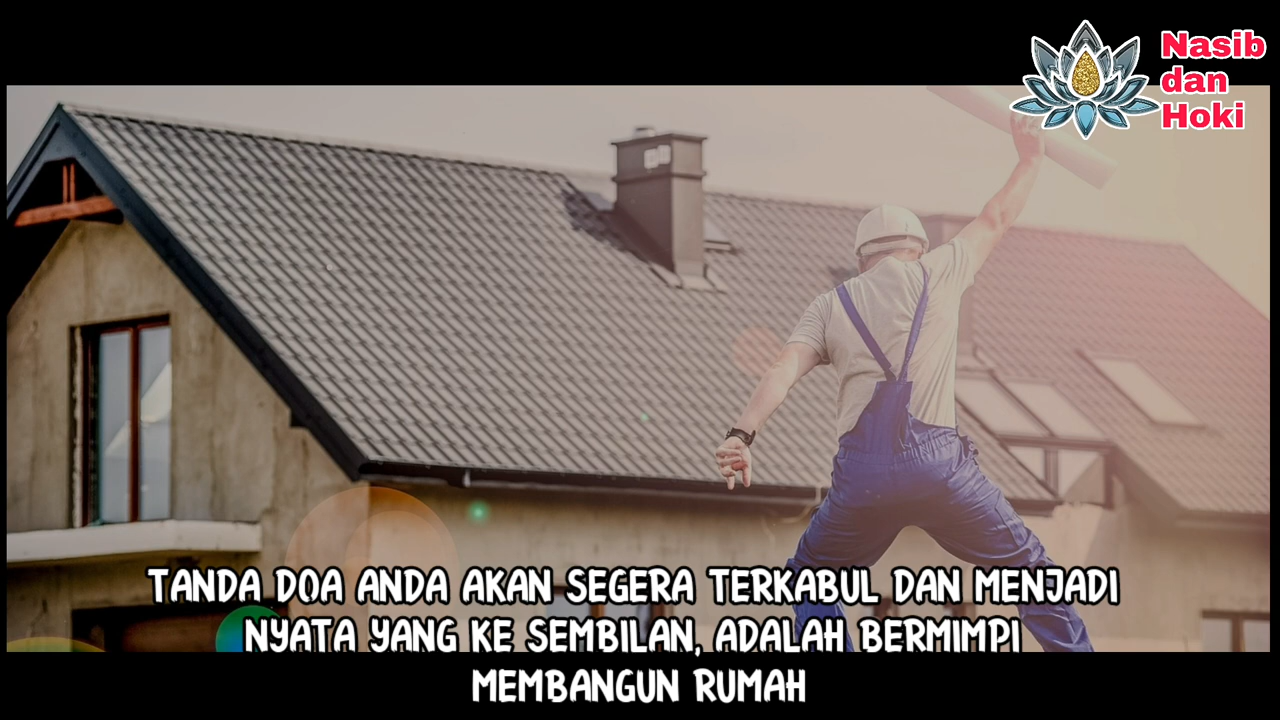 Nasib
dan
Hoki
TANDA DOA ANDA AKAN SEGERA TERKABUL DAN MENJADI
NYATA YANG KE SEMBILAN, ADALAH BERMIMPI
MEMBANGUN RUMAH